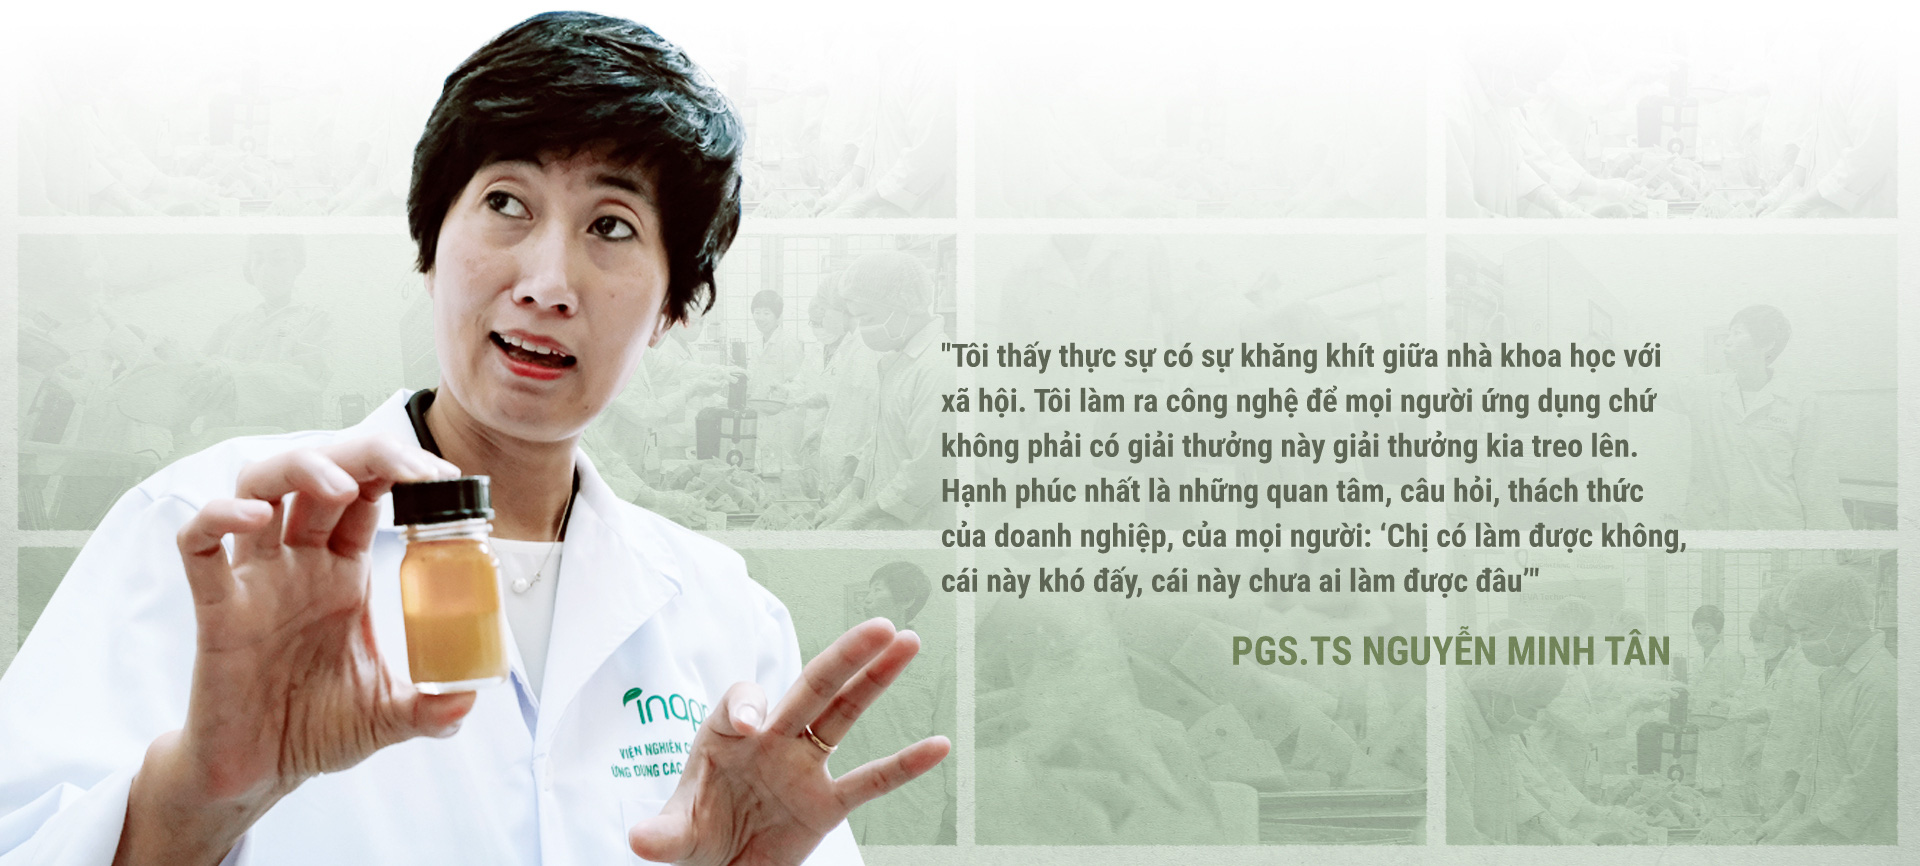 "Tôi thấy thực sự có sự khăng khít giữa nhà khoa học với
xã hội. Tôi làm ra công nghệ để mọi người ứng dụng chứ
không phải có giải thưởng này giải thưởng kia treo lên.
Hạnh phúc nhất là những quan tâm, câu hỏi, thách thức
của doanh nghiệp, của mọi người: ‘Chị có làm được không,
cái này khó đấy, cái này chưa ai làm được đâu’"
PGS.TS NGUYỄN MINH TÂN
inap
VIỆN NGHIÊN
ỨNG DỤNG CÁC